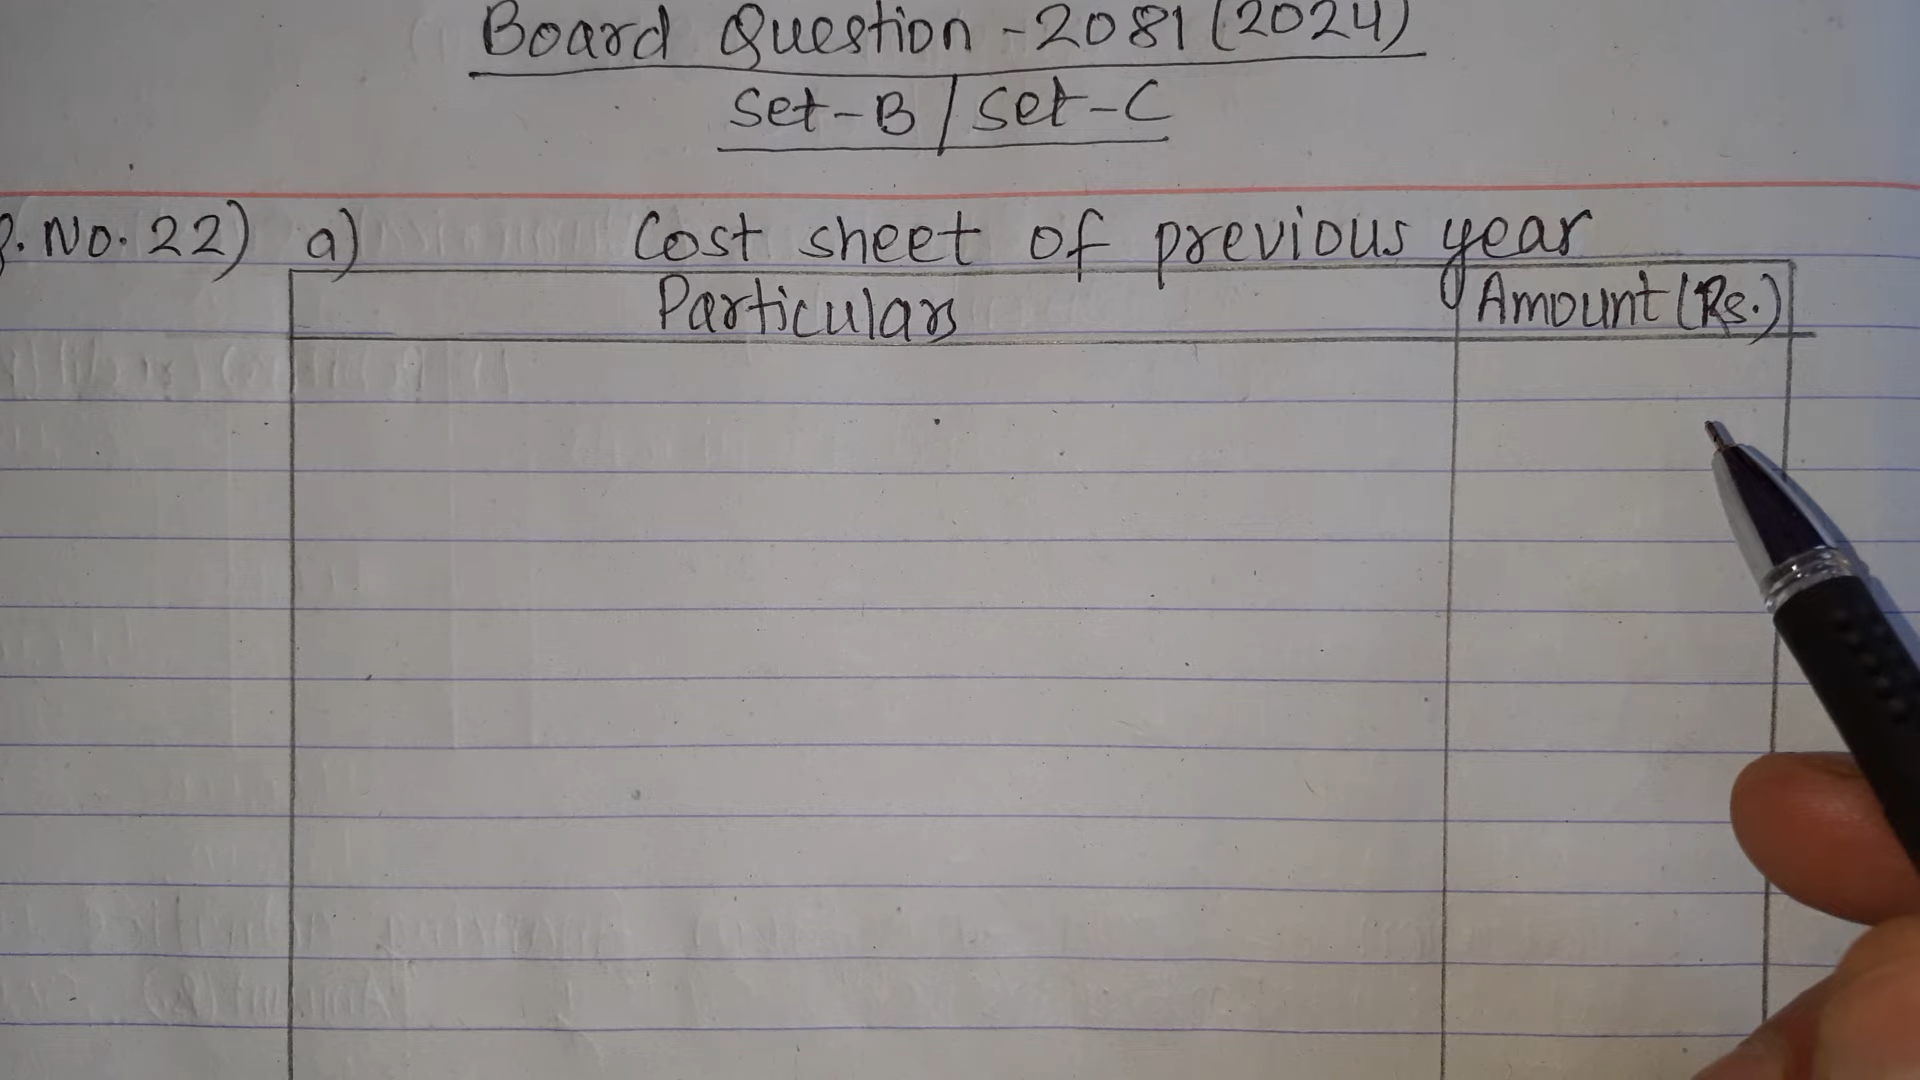 Board Question - 2081 (2024)
Set-B / Set-C
Q. No. 22) a) Cost sheet of previous year
Particulars Amount (Rs.)